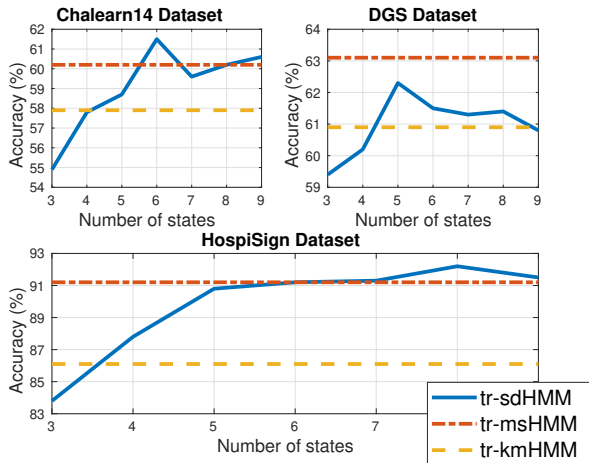 Chalearn14 Dataset
62
61
60
59
58
57
56
55
54
Accuracy (%)
3 4 5 6 7 8 9
Number of states
DGS Dataset
64
63
62
61
60
59
Accuracy (%)
3 4 5 6 7 8 9
Number of states
HospiSign Dataset
93
91
89
87
85
83
Accuracy (%)
3 4 5 6 7
Number of states
tr-sdHMM
tr-msHMM
tr-kmHMM